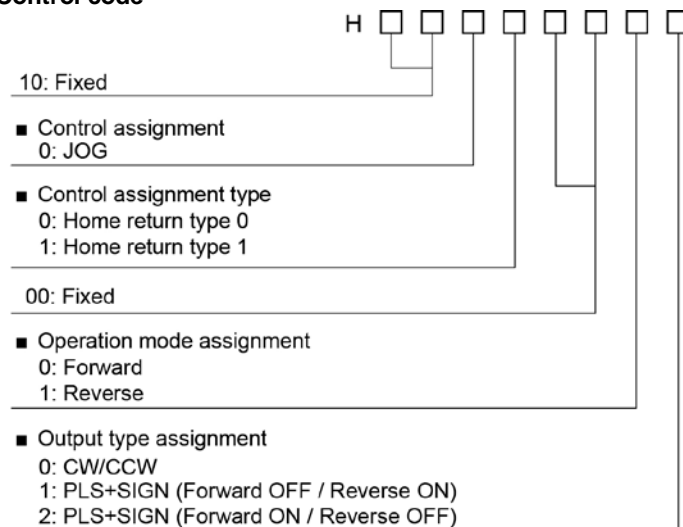 Control code
H □ □ □ □ □ □ □ □
10: Fixed
■ Control assignment
0: JOG
■ Control assignment type
0: Home return type 0
1: Home return type 1
00: Fixed
■ Operation mode assignment
0: Forward
1: Reverse
■ Output type assignment
0: CW/CCW
1: PLS+SIGN (Forward OFF / Reverse ON)
2: PLS+SIGN (Forward ON / Reverse OFF)